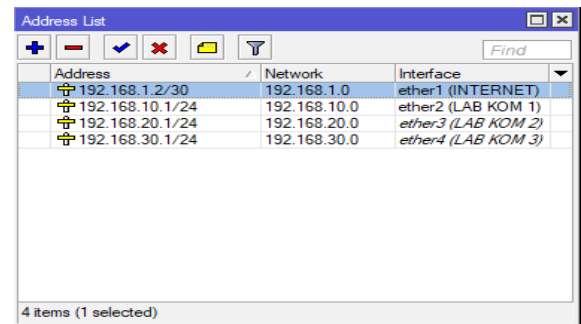 Address List
Find
Address Network Interface
192.168.1.2/30 192.168.1.0 ether1 (INTERNET)
192.168.10.1/24 192.168.10.0 ether2 (LAB KOM 1)
192.168.20.1/24 192.168.20.0 ether3 (LAB KOM 2)
192.168.30.1/24 192.168.30.0 ether4 (LAB KOM 3)
4 items (1 selected)